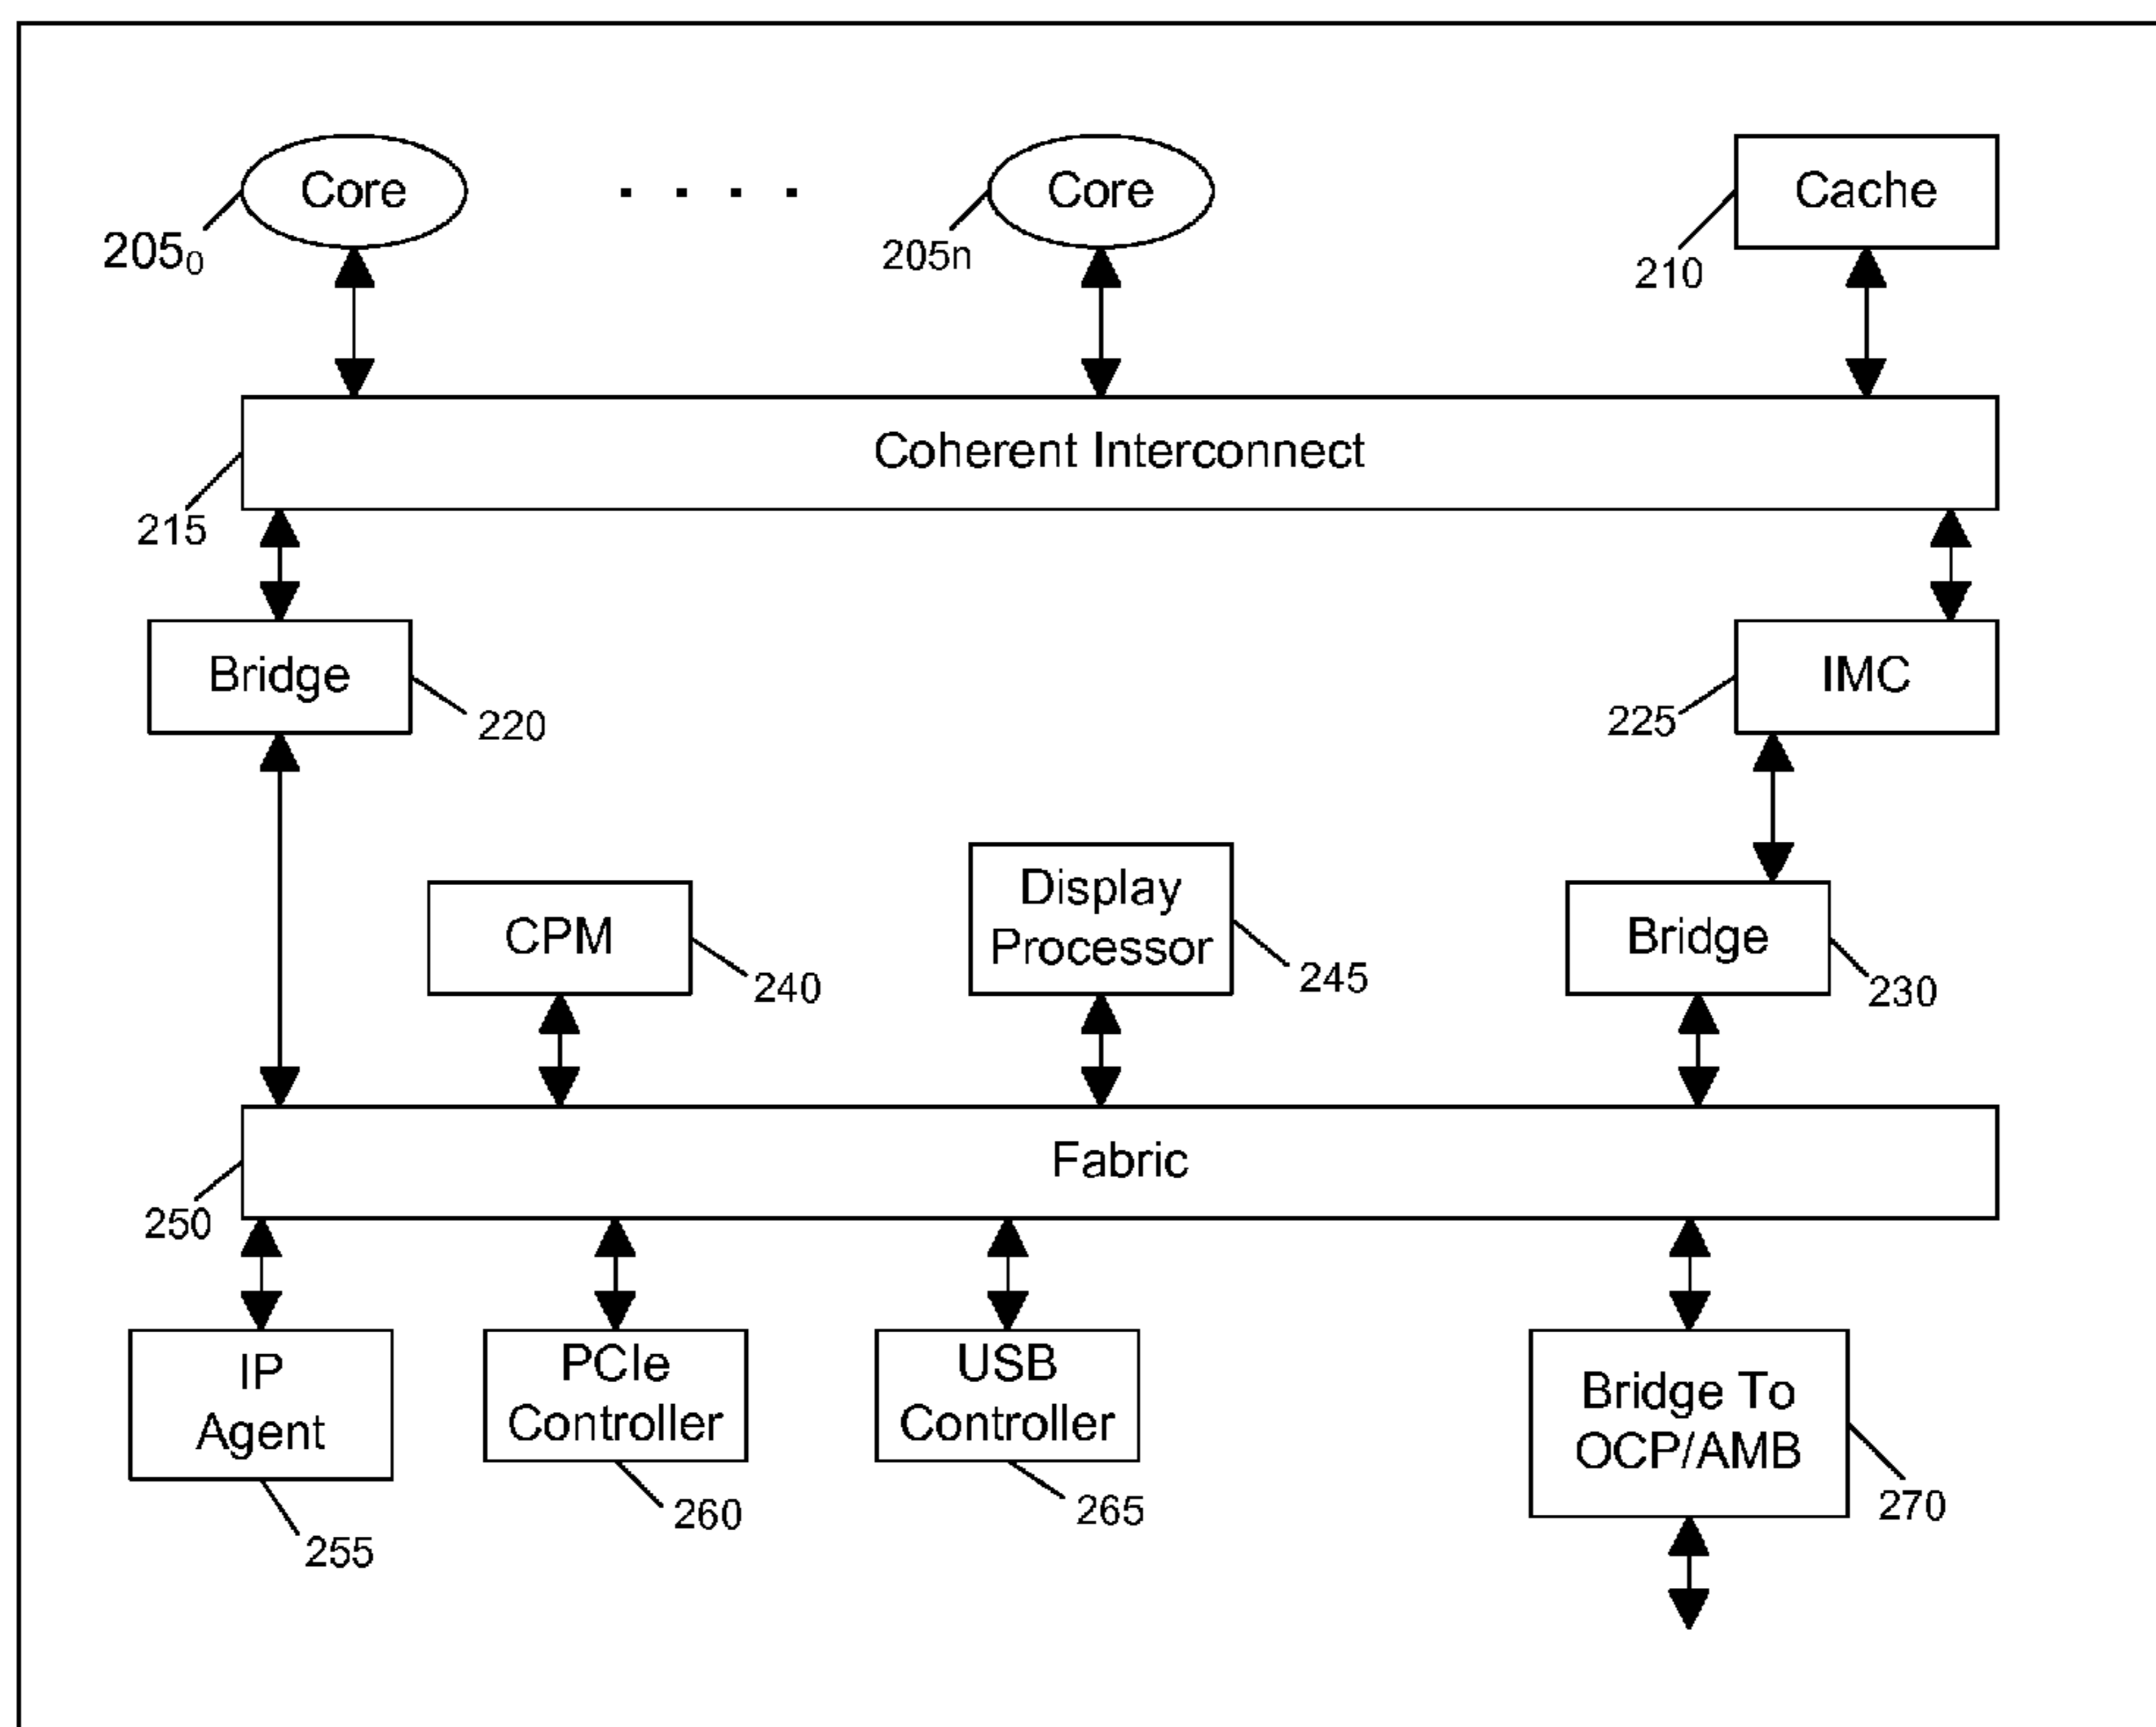 Core
. . . .
Core
Cache
205₀
205n
210
Coherent Interconnect
215
Bridge
220
IMC
225
CPM
240
Display
Processor
245
Bridge
230
Fabric
250
IP
Agent
255
PCIe
Controller
260
USB
Controller
265
Bridge To
OCP/AMB
270